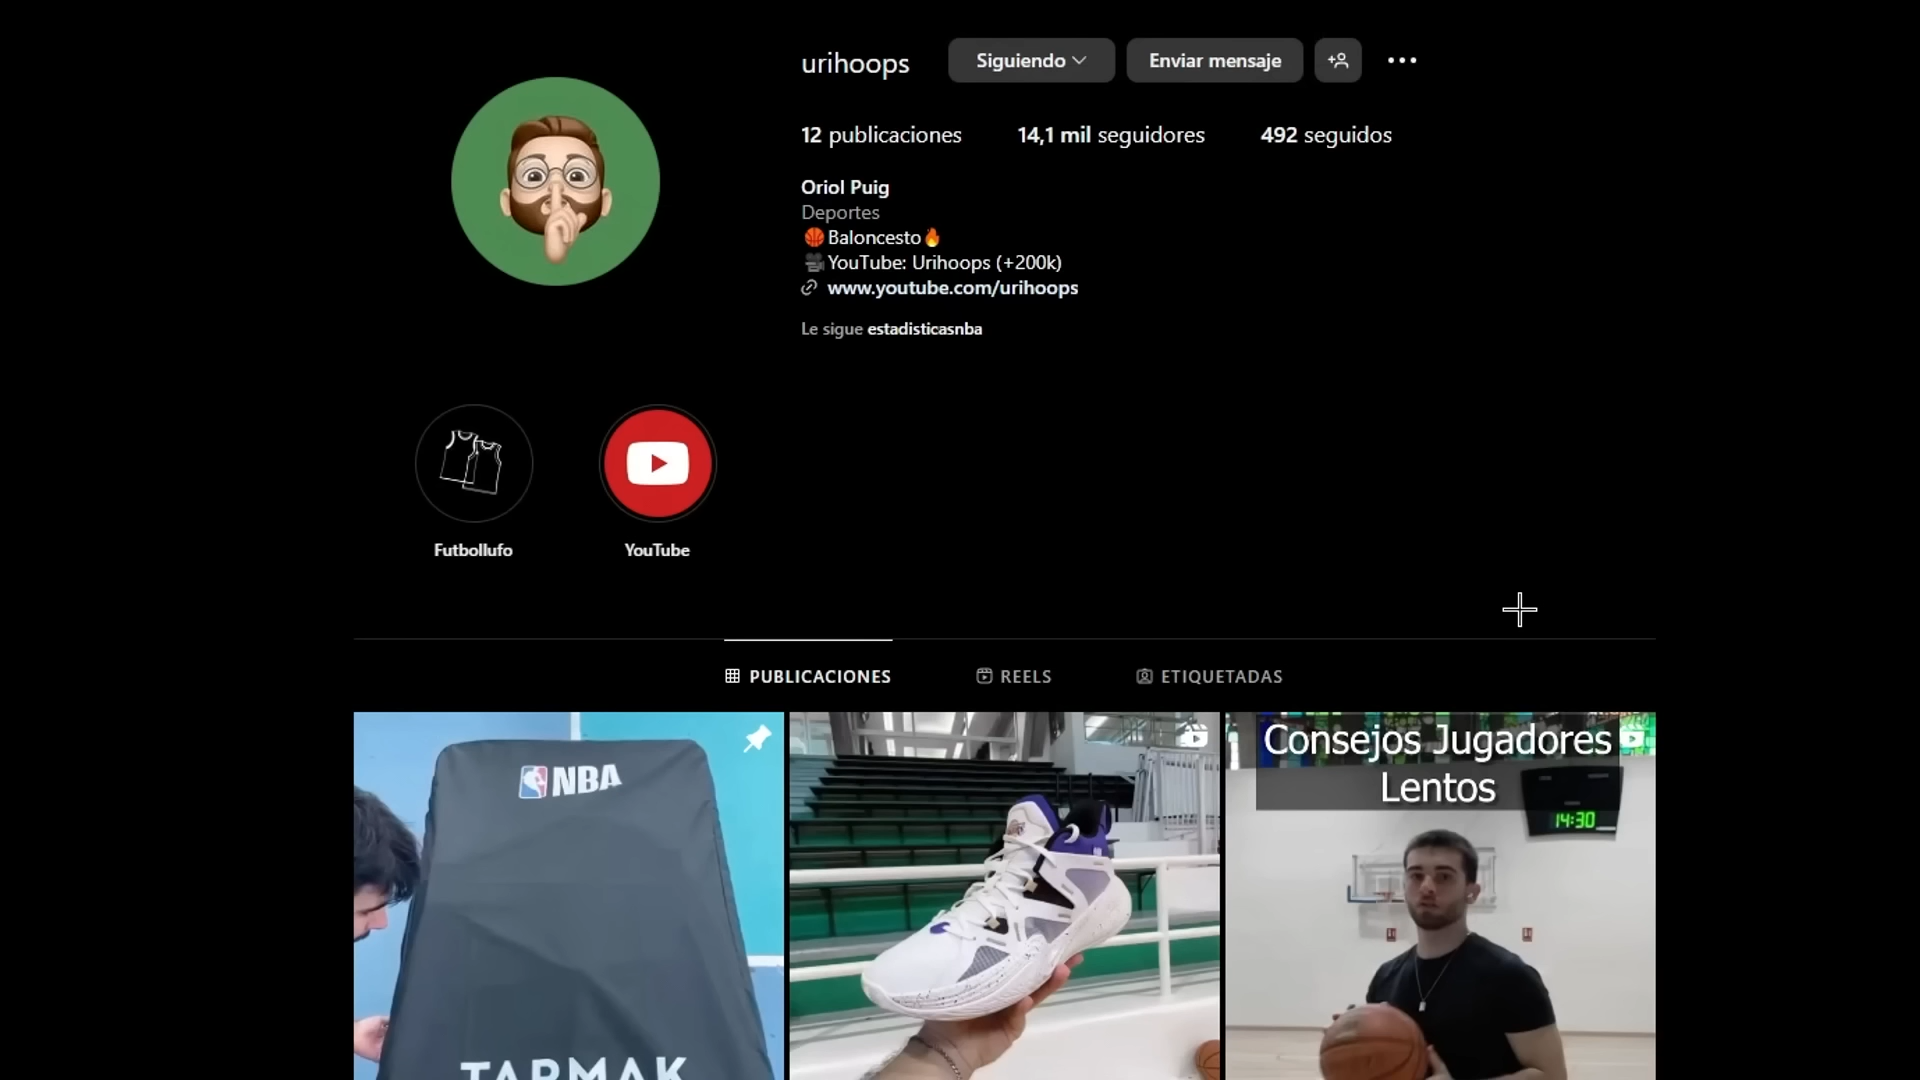 urihoops
Siguiendo
Enviar mensaje
12 publicaciones
14,1 mil seguidores
492 seguidos
Oriol Puig
Deportes
🏀Baloncesto🔥
🎥YouTube: Urihoops (+200k)
www.youtube.com/urihoops
Le sigue estadisticasnba
Futbollufo
YouTube
PUBLICACIONES
REELS
ETIQUETADAS
NBA
TARMAK
Consejos Jugadores
Lentos
14:30